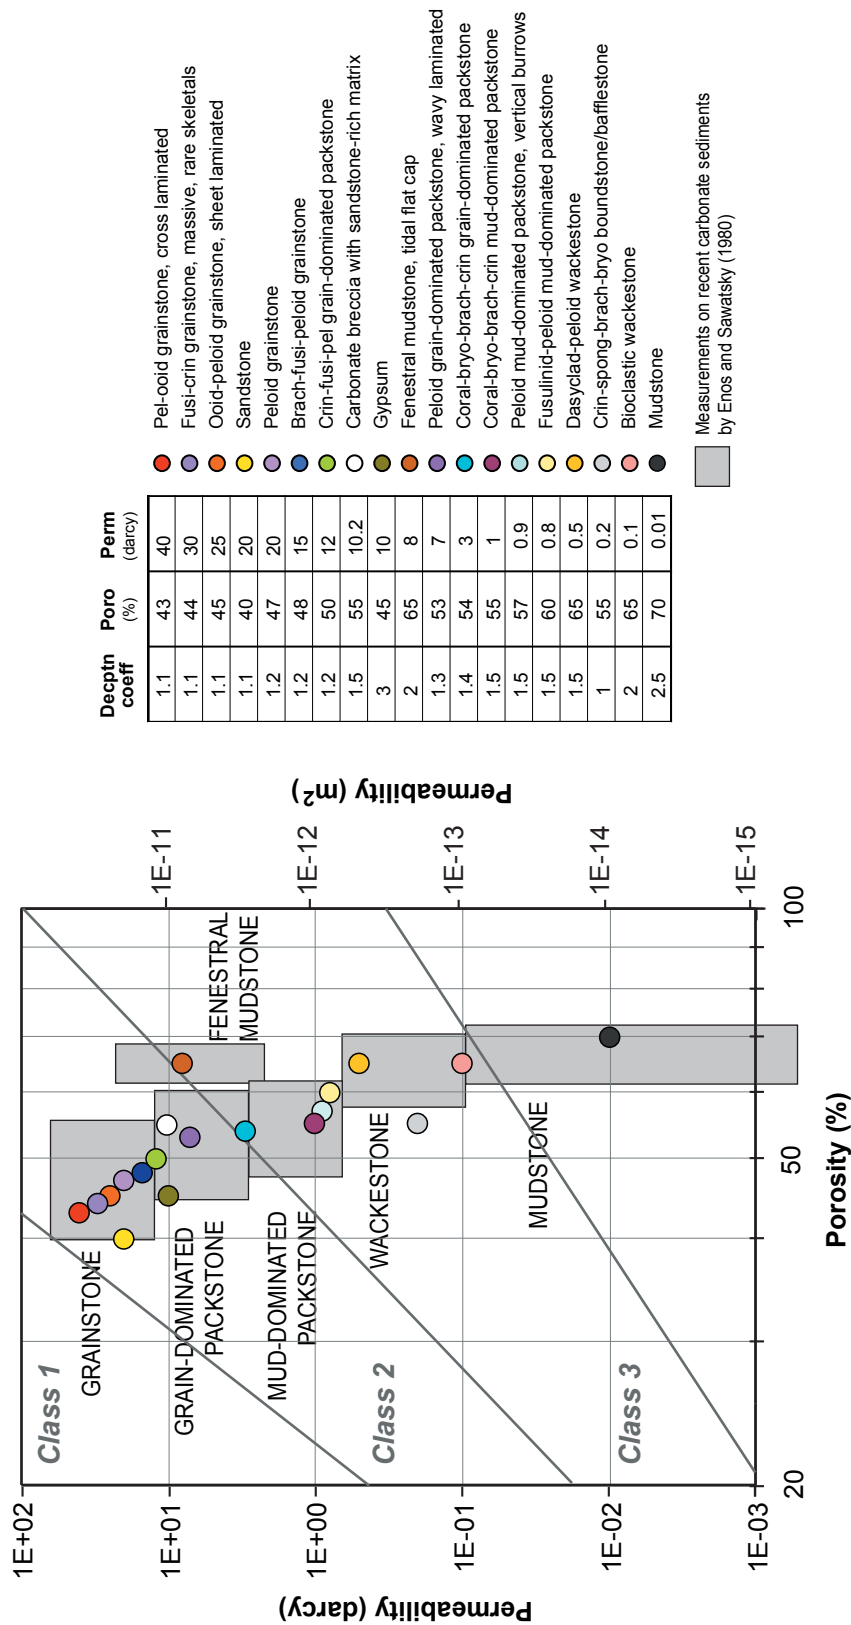 Permeability (darcy)
1E+02
1E+01
1E+00
1E-01
1E-02
1E-03
Class 1
Class 2
Class 3
GRAINSTONE
GRAIN-DOMINATED
PACKSTONE
MUD-DOMINATED
PACKSTONE
WACKESTONE
MUDSTONE
FENESTRAL
MUDSTONE
20
50
100
Porosity (%)
1E-11
1E-12
1E-13
1E-14
1E-15
Permeability (m²)
Decptn Poro Perm
coeff (%) (darcy)
1.1 43 40 Pel-ooid grainstone, cross laminated
1.1 44 30 Fusi-crin grainstone, massive, rare skeletals
1.1 45 25 Ooid-peloid grainstone, sheet laminated
1.1 40 20 Sandstone
1.2 47 20 Peloid grainstone
1.2 48 15 Brach-fusi-peloid grainstone
1.2 50 12 Crin-fusi-pel grain-dominated packstone
1.5 55 10.2 Carbonate breccia with sandstone-rich matrix
3 45 10 Gypsum
2 65 8 Fenestral mudstone, tidal flat cap
1.3 53 7 Peloid grain-dominated packstone, wavy laminated
1.4 54 3 Coral-bryo-brach-crin grain-dominated packstone
1.5 55 1 Coral-bryo-brach-crin mud-dominated packstone
1.5 57 0.9 Peloid mud-dominated packstone, vertical burrows
1.5 60 0.8 Fusulinid-peloid mud-dominated packstone
1.5 65 0.5 Dasyclad-peloid wackestone
1 55 0.2 Crin-spong-brach-bryo boundstone/bafflestone
2 65 0.1 Bioclastic wackestone
2.5 70 0.01 Mudstone
Measurements on recent carbonate sediments
by Enos and Sawatsky (1980)